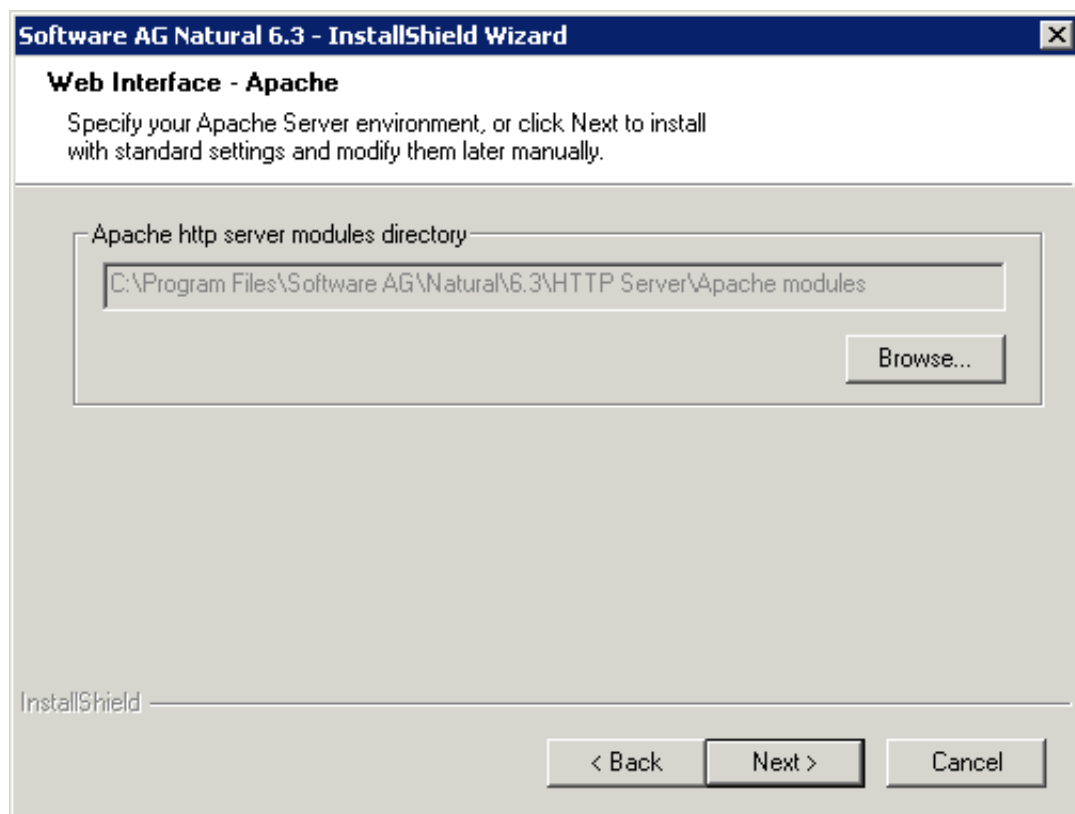 Software AG Natural 6.3 - InstallShield Wizard
Web Interface - Apache
Specify your Apache Server environment, or click Next to install
with standard settings and modify them later manually.
Apache http server modules directory
C:\Program Files\Software AG\Natural\6.3\HTTP Server\Apache modules
Browse...
InstallShield
< Back
Next >
Cancel